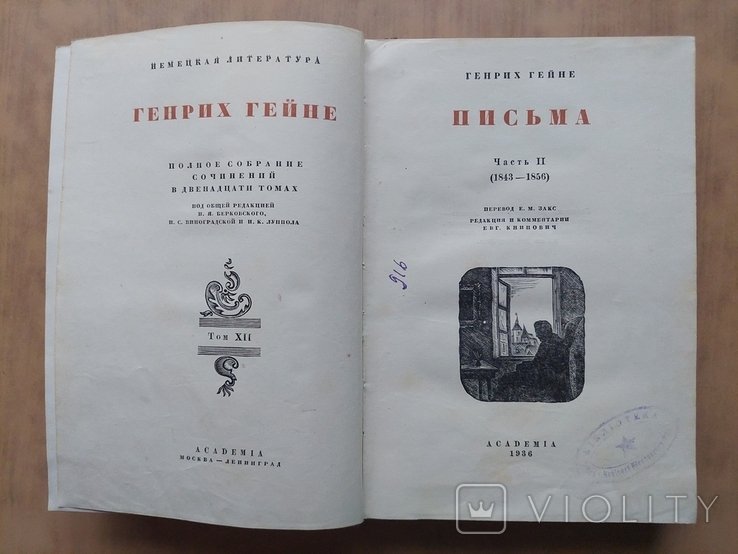 НЕМЕЦКАЯ ЛИТЕРАТУРА
ГЕНРИХ ГЕЙНЕ
ПОЛНОЕ СОБРАНИЕ
СОЧИНЕНИЙ
В ДВЕНАДЦАТИ ТОМАХ
ПОД ОБЩЕЙ РЕДАКЦИЕЙ
Н. Я. БЕРКОВСКОГО,
И. С. ВИНОГРАДСКОЙ И И. К. ЛУППОЛА
Том XII
ACADEMIA
МОСКВА — ЛЕНИНГРАД
ГЕНРИХ ГЕЙНЕ
ПИСЬМА
Часть II
(1843—1856)
ПЕРЕВОД Е. М. ЗАКС
РЕДАКЦИЯ И КОММЕНТАРИИ
ЕВГ. КНИПОВИЧ
916
ACADEMIA
1936
VIOLITY